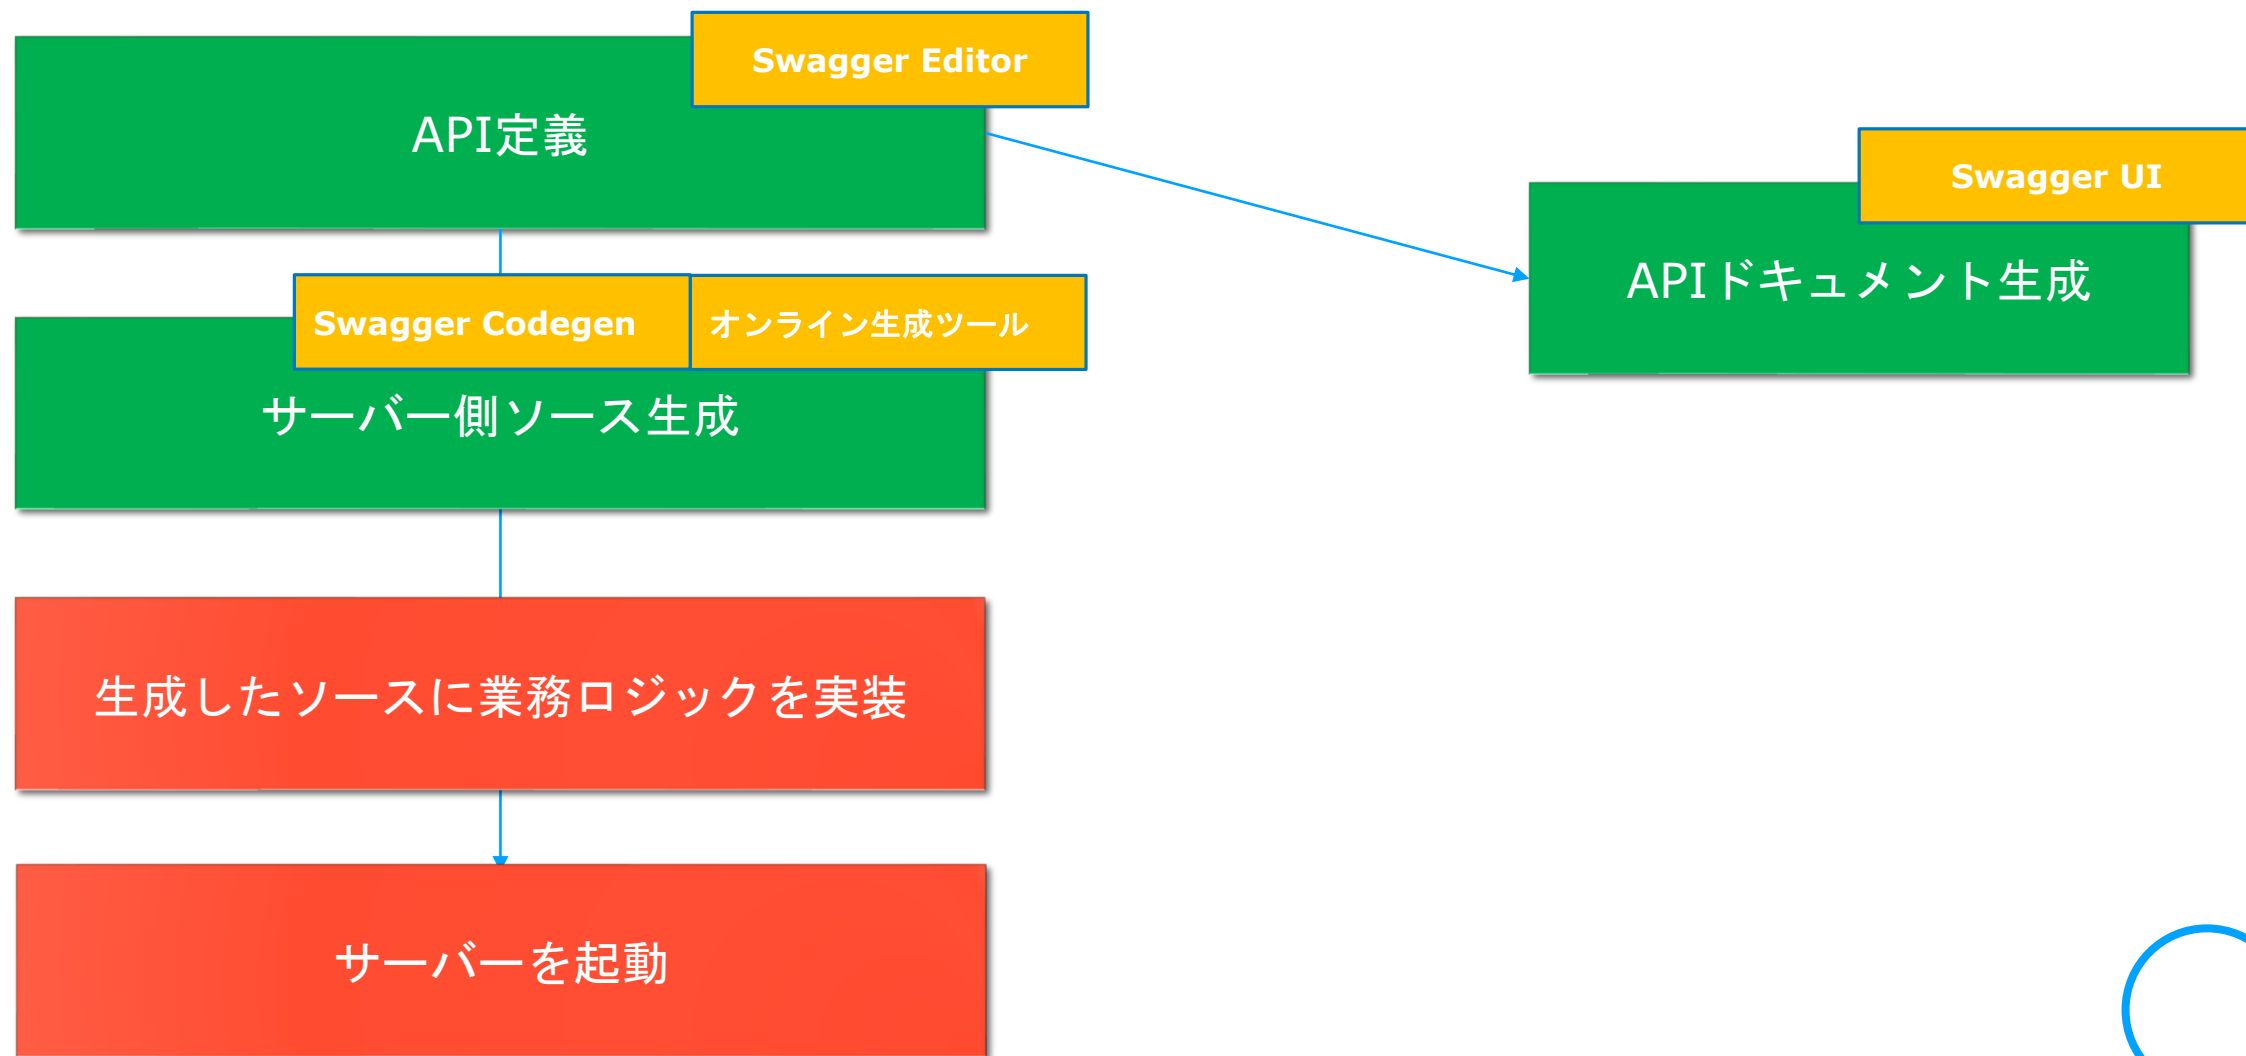 Swagger Editor
API定義
Swagger UI
APIドキュメント生成
Swagger Codegen
オンライン生成ツール
サーバー側ソース生成
生成したソースに業務ロジックを実装
サーバーを起動